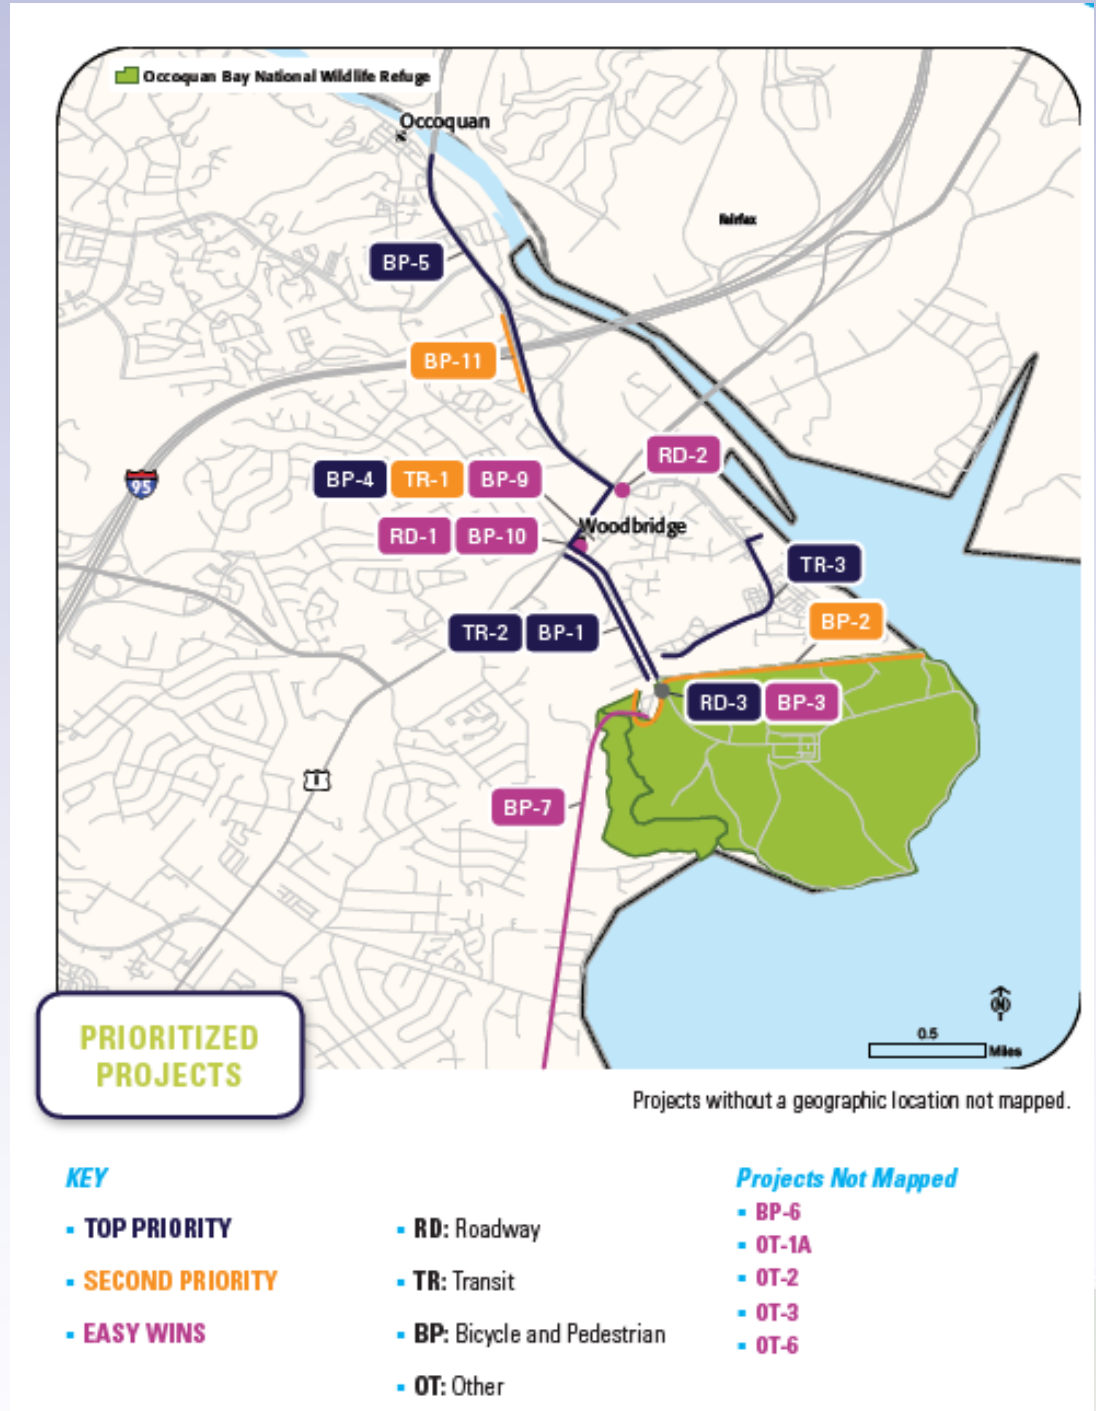 Occoquan Bay National Wildlife Refuge
Occoquan
Fairfax
BP-5
BP-11
RD-2
BP-4 TR-1 BP-9
95
Woodbridge
RD-1 BP-10
TR-3
BP-2
TR-2 BP-1
RD-3 BP-3
1
BP-7
N
0.5
Miles
PRIORITIZED
PROJECTS
Projects without a geographic location not mapped.
KEY
TOP PRIORITY
SECOND PRIORITY
EASY WINS
RD: Roadway
TR: Transit
BP: Bicycle and Pedestrian
OT: Other
Projects Not Mapped
BP-6
OT-1A
OT-2
OT-3
OT-6